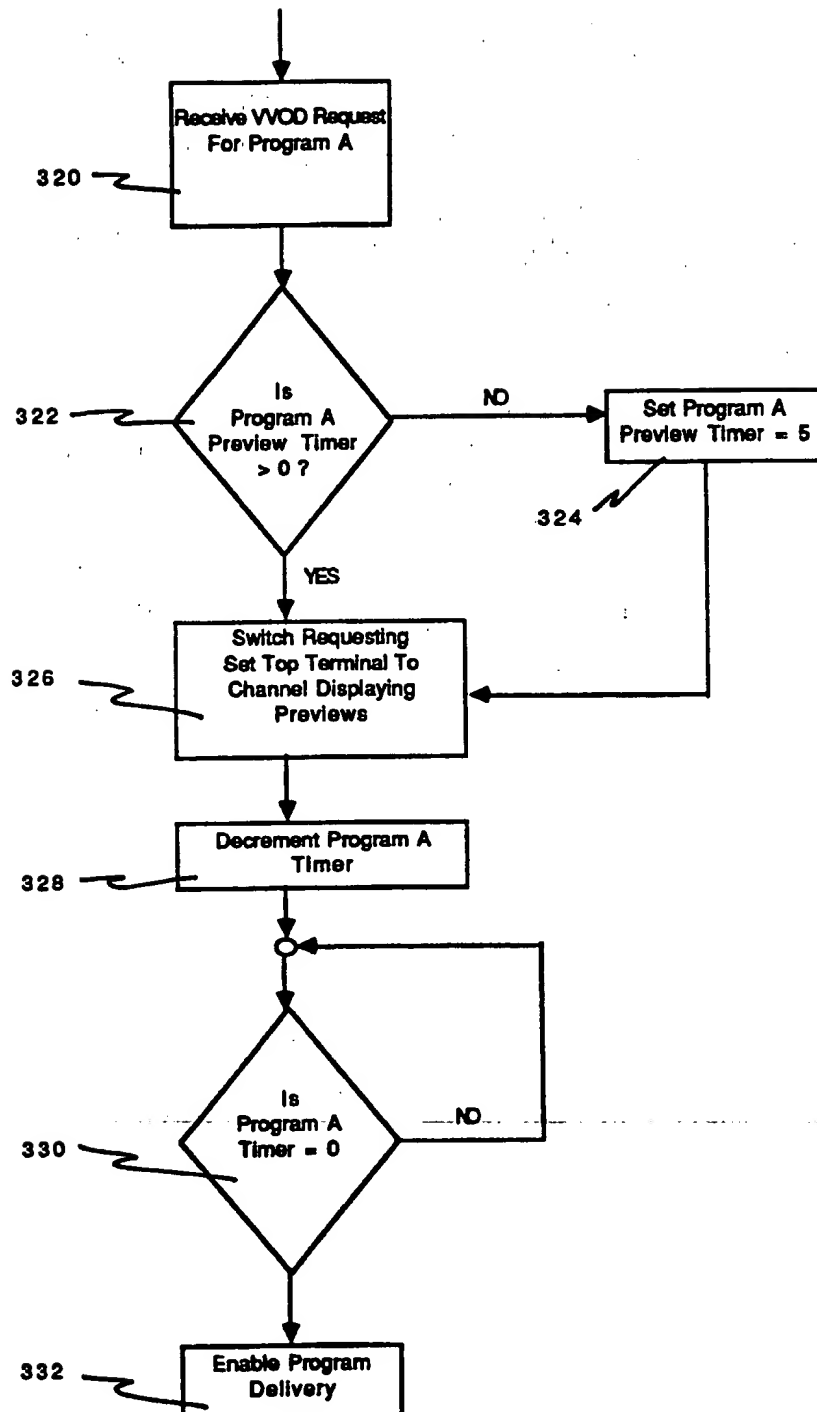 Receive VVOD Request
For Program A
320
Is
Program A
Preview Timer
> 0 ?
322
NO
Set Program A
Preview Timer = 5
324
YES
Switch Requesting
Set Top Terminal To
Channel Displaying
Previews
326
Decrement Program A
Timer
328
Is
Program A
Timer = 0
330
NO
Enable Program
Delivery
332